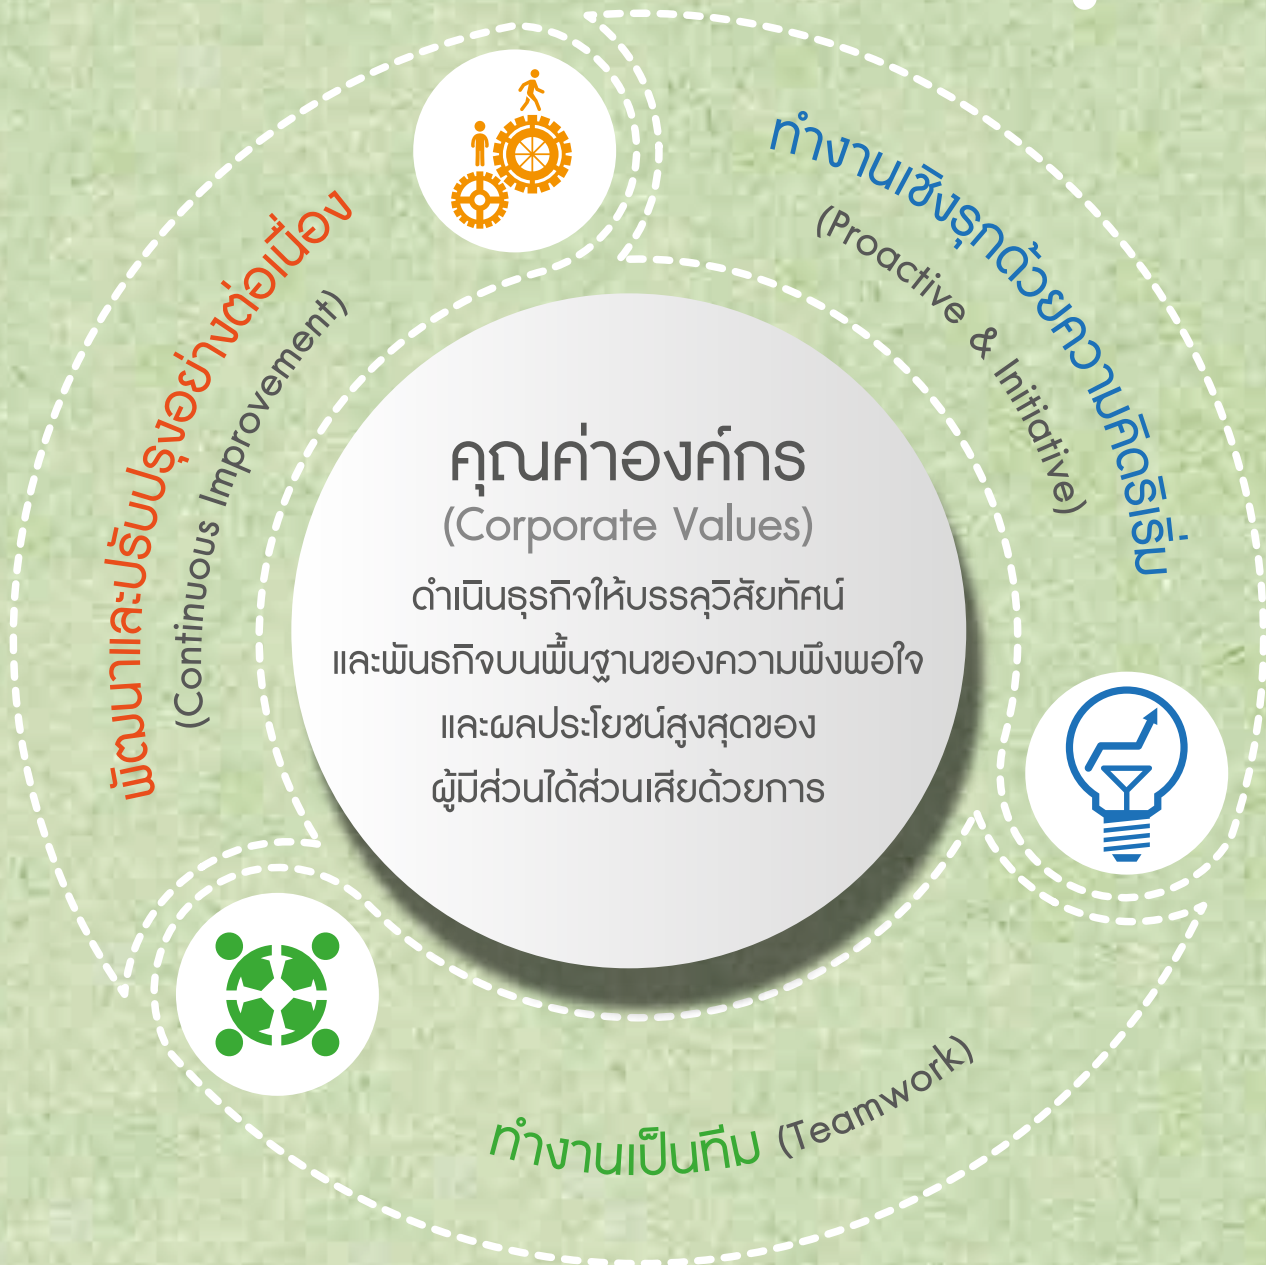 คุณค่าองค์กร
(Corporate Values)
ดำเนินธุรกิจให้บรรลุวิสัยทัศน์
และพันธกิจบนพื้นฐานของความพึงพอใจ
และผลประโยชน์สูงสุดของ
ผู้มีส่วนได้ส่วนเสียด้วยการ
ทำงานเชิงรุกด้วยความคิดริเริ่ม
(Proactive & Initiative)
ทำงานเป็นทีม (Teamwork)
พัฒนาและปรับปรุงอย่างต่อเนื่อง
(Continuous Improvement)